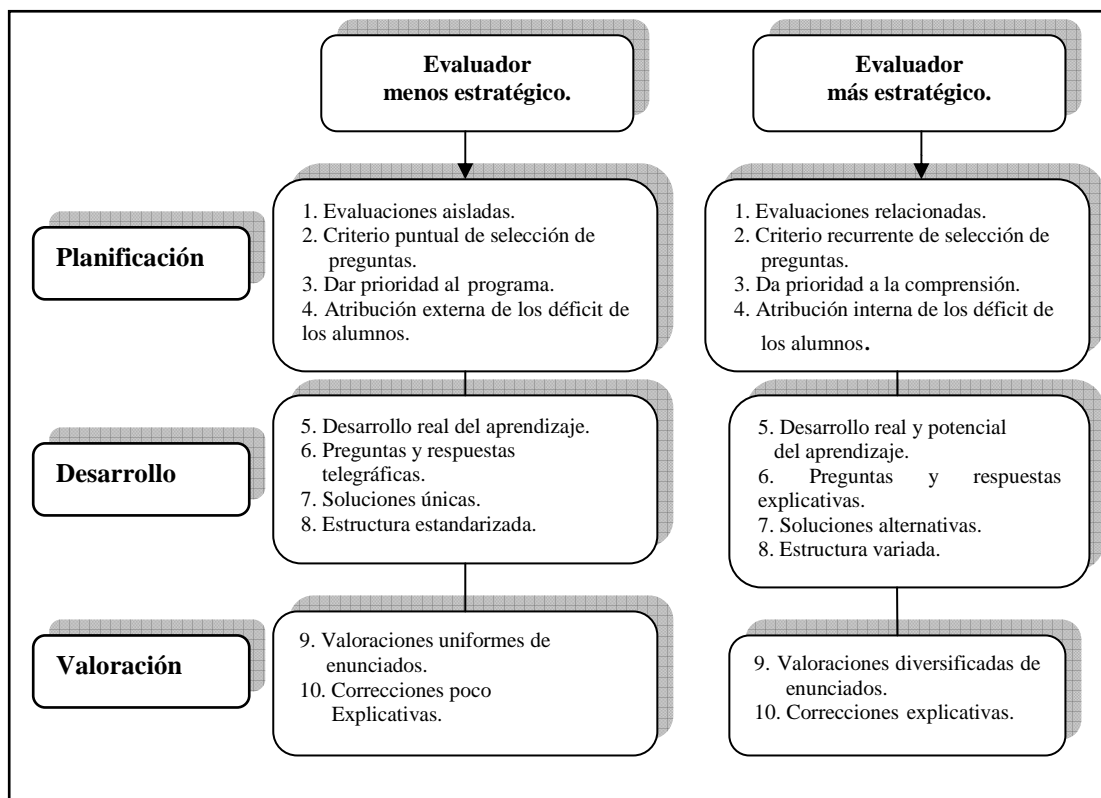 Evaluador
menos estratégico.
Evaluador
más estratégico.
Planificación
1. Evaluaciones aisladas.
2. Criterio puntual de selección de
preguntas.
3. Dar prioridad al programa.
4. Atribución externa de los déficit de
los alumnos.
1. Evaluaciones relacionadas.
2. Criterio recurrente de selección de
preguntas.
3. Da prioridad a la comprensión.
4. Atribución interna de los déficit de
los alumnos.
Desarrollo
5. Desarrollo real del aprendizaje.
6. Preguntas y respuestas
telegráficas.
7. Soluciones únicas.
8. Estructura estandarizada.
5. Desarrollo real y potencial
del aprendizaje.
6. Preguntas y respuestas
explicativas.
7. Soluciones alternativas.
8. Estructura variada.
Valoración
9. Valoraciones uniformes de
enunciados.
10. Correcciones poco
Explicativas.
9. Valoraciones diversificadas de
enunciados.
10. Correcciones explicativas.